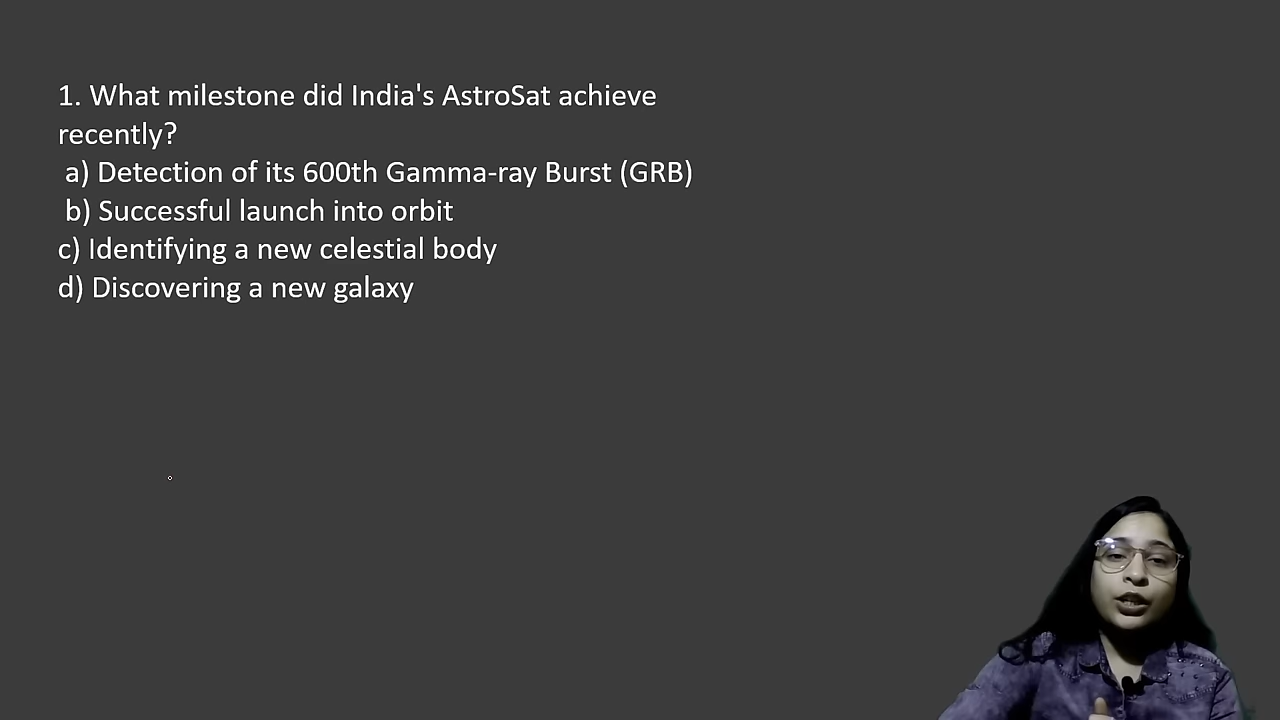 1. What milestone did India's AstroSat achieve
recently?
a) Detection of its 600th Gamma-ray Burst (GRB)
b) Successful launch into orbit
c) Identifying a new celestial body
d) Discovering a new galaxy